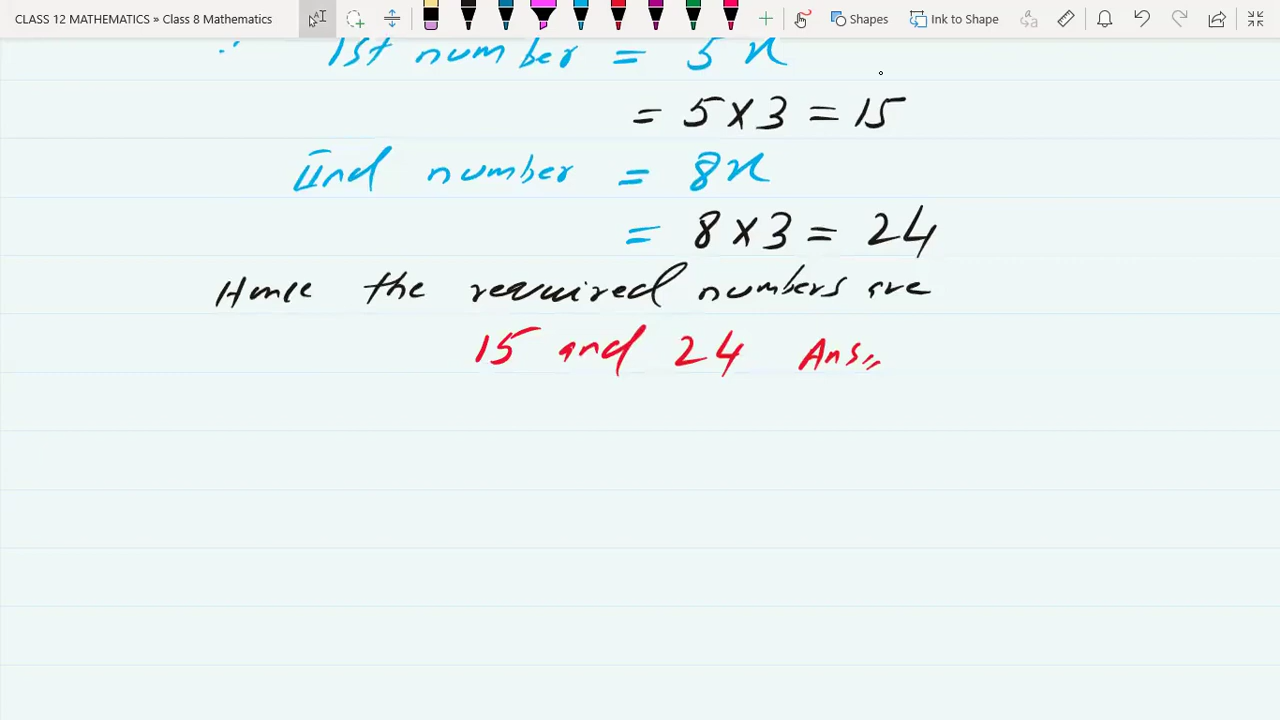 CLASS 12 MATHEMATICS » Class 8 Mathematics
Shapes
Ink to Shape
∴ 1st number = 5x
= 5×3 = 15
IInd number = 8x
= 8×3 = 24
Hence the required numbers are
15 and 24 Ans